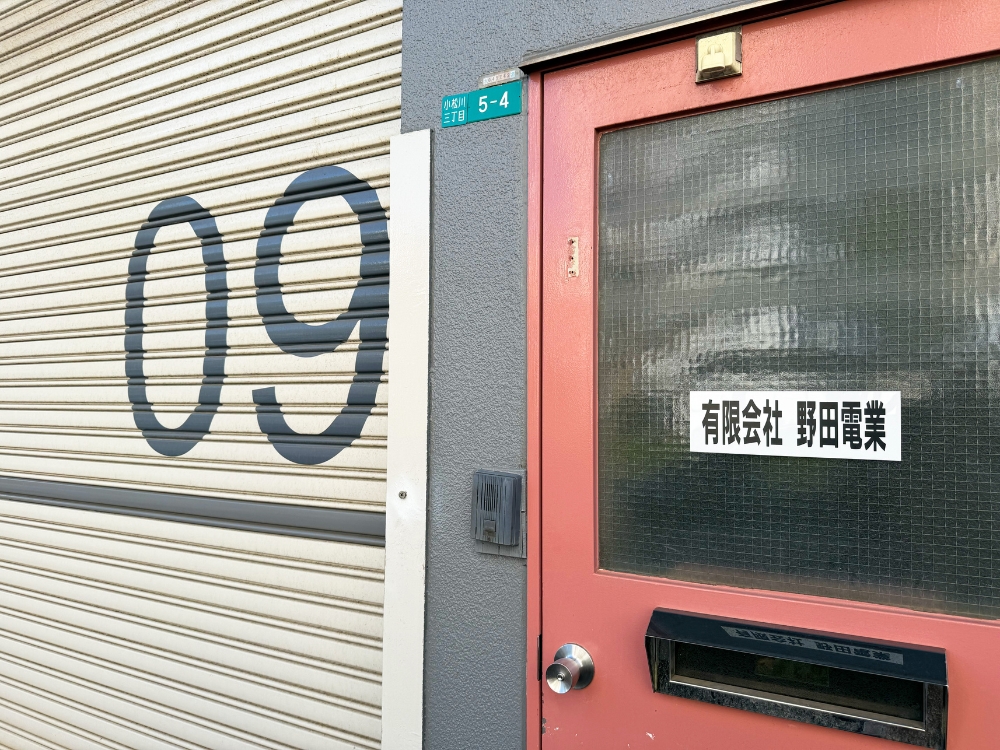 09
小松川
三丁目
5-4
有限会社 野田電業